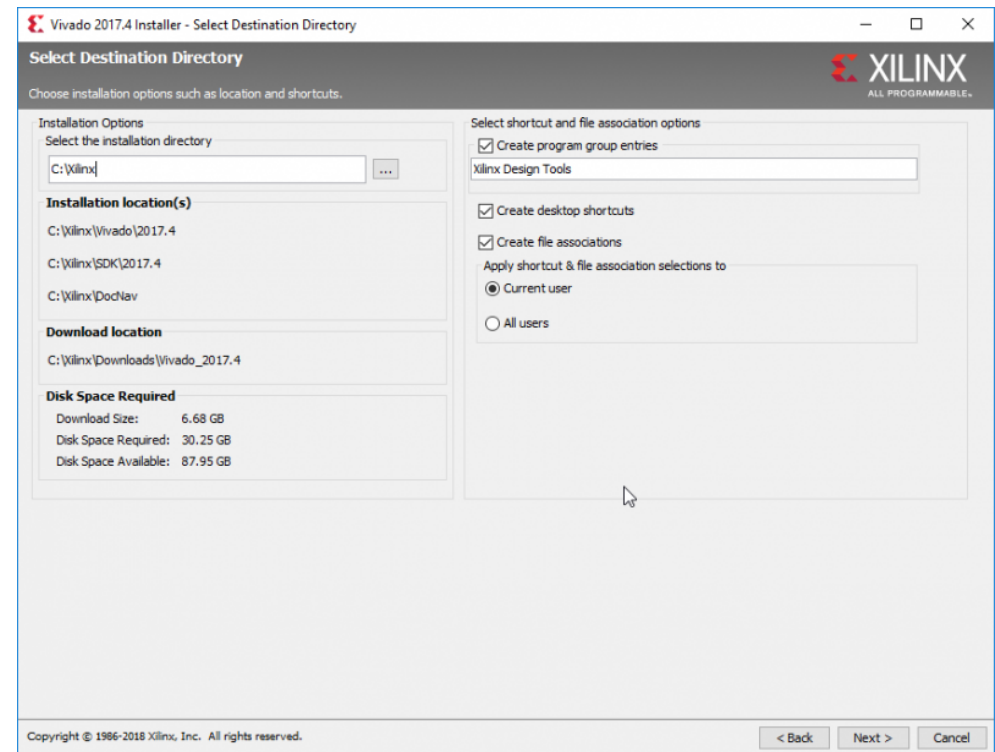 Vivado 2017.4 Installer - Select Destination Directory
Select Destination Directory
Choose installation options such as location and shortcuts.
XILINX
ALL PROGRAMMABLE™
Installation Options
Select the installation directory
C:\Xilinx
...
Installation location(s)
C:\Xilinx\Vivado\2017.4
C:\Xilinx\SDK\2017.4
C:\Xilinx\DocNav
Download location
C:\Xilinx\Downloads\Vivado_2017.4
Disk Space Required
Download Size: 6.68 GB
Disk Space Required: 30.25 GB
Disk Space Available: 87.95 GB
Select shortcut and file association options
Create program group entries
Xilinx Design Tools
Create desktop shortcuts
Create file associations
Apply shortcut & file association selections to
Current user
All users
Copyright © 1986-2018 Xilinx, Inc. All rights reserved.
< Back
Next >
Cancel